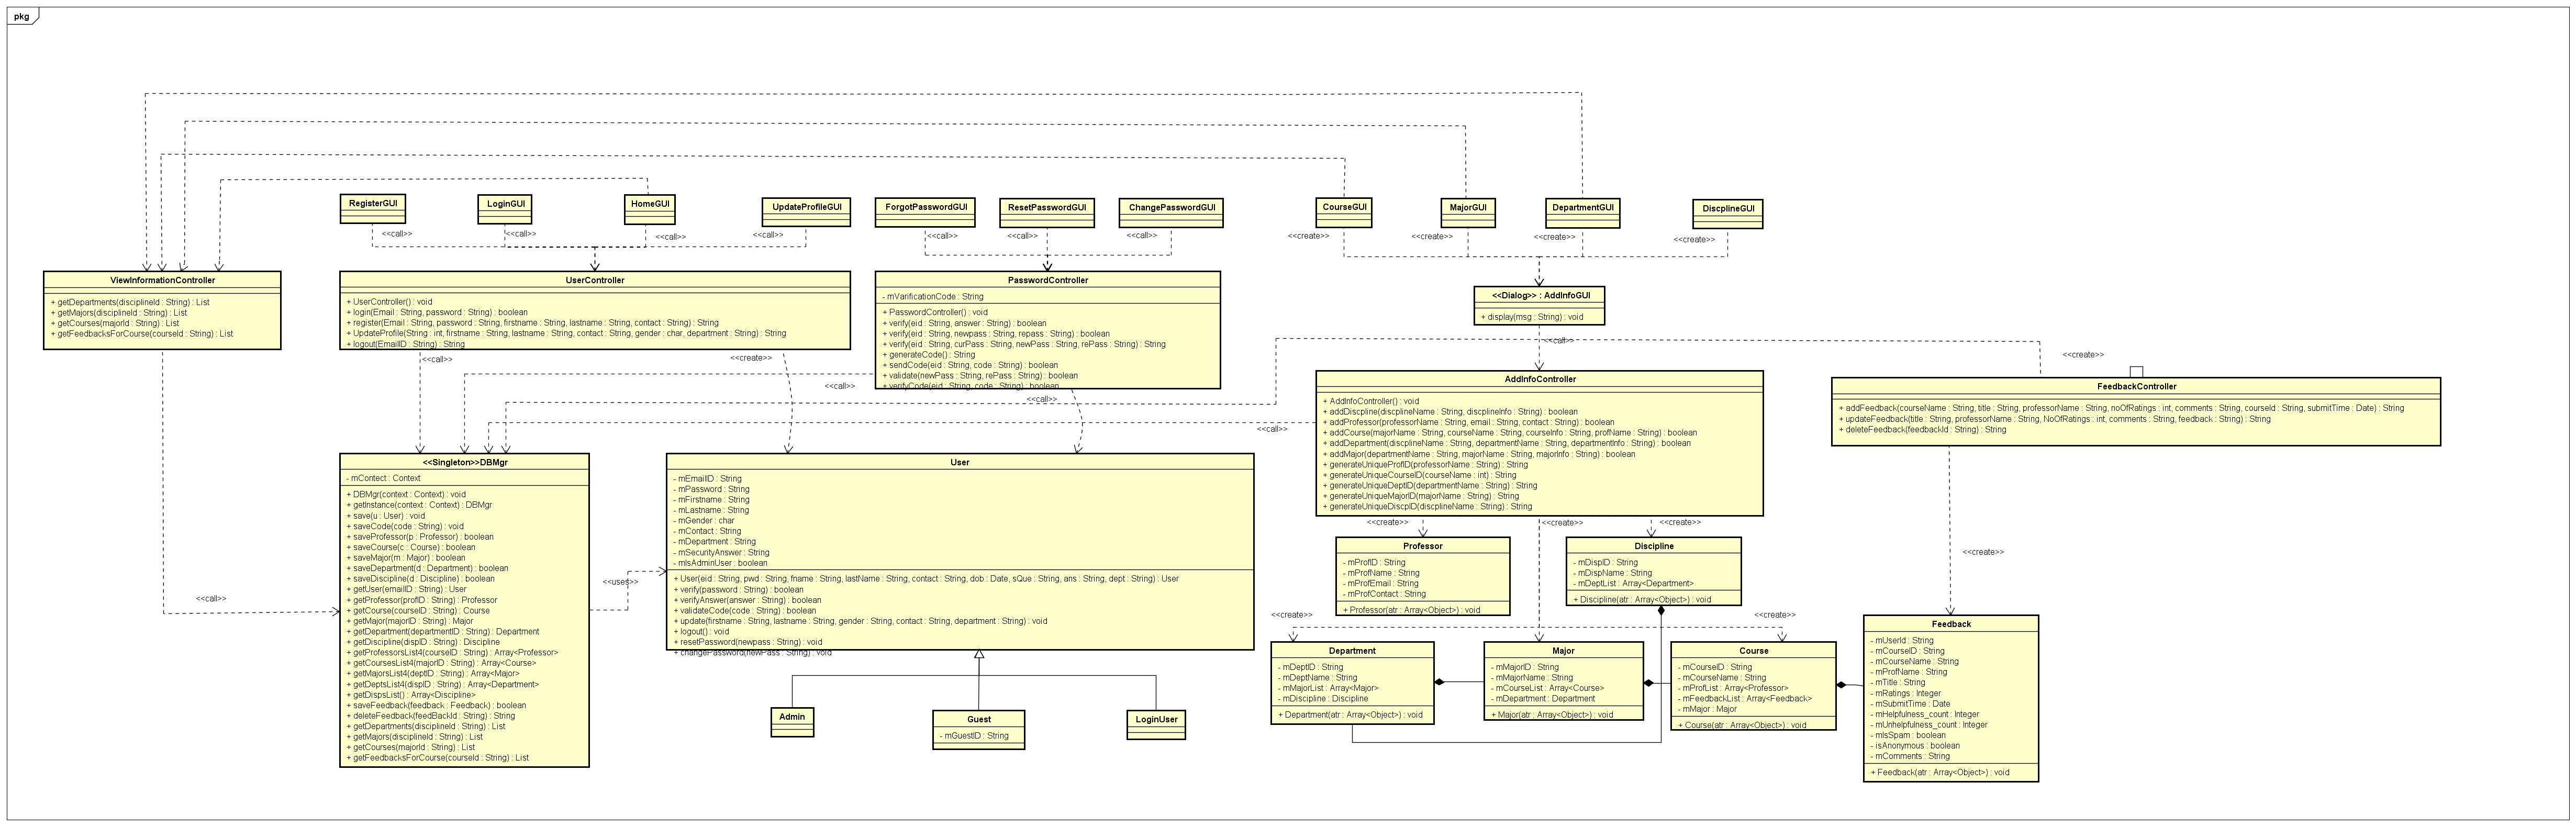 pkg
RegisterGUI
LoginGUI
HomeGUI
UpdateProfileGUI
ForgotPasswordGUI
ResetPasswordGUI
ChangePasswordGUI
CourseGUI
MajorGUI
DepartmentGUI
DiscplineGUI
<<call>>
<<call>>
<<call>>
<<call>>
<<call>>
<<call>>
<<call>>
<<create>>
<<create>>
<<create>>
<<create>>
ViewInformationController
+ getDepartments(disciplineId : String) : List
+ getMajors(disciplineId : String) : List
+ getCourses(majorId : String) : List
+ getFeedbacksForCourse(courseId : String) : List
UserController
+ UserController() : void
+ login(Email : String, password : String) : boolean
+ register(Email : String, password : String, firstname : String, lastname : String, contact : String) : String
+ UpdateProfile(String : int, firstname : String, lastname : String, contact : String, gender : char, department : String) : String
+ logout(EmailID : String) : String
PasswordController
- mVarificationCode : String
+ PasswordController() : void
+ verify(eid : String, answer : String) : boolean
+ verify(eid : String, newpass : String, repass : String) : boolean
+ verify(eid : String, curPass : String, newPass : String, rePass : String) : String
+ generateCode() : String
+ sendCode(eid : String, code : String) : boolean
+ validate(newPass : String, rePass : String) : boolean
+ verifyCode(eid : String, code : String) : boolean
<<Dialog>> : AddInfoGUI
+ display(msg : String) : void
<<call>>
<<create>>
<<call>>
<<create>>
<<call>>
<<call>>
<<call>>
AddInfoController
+ AddInfoController() : void
+ addDiscpline(discplineName : String, discplineInfo : String) : boolean
+ addProfessor(professorName : String, email : String, contact : String) : boolean
+ addCourse(majorName : String, courseName : String, courseInfo : String, profName : String) : boolean
+ addDepartment(discplineName : String, departmentName : String, departmentInfo : String) : boolean
+ addMajor(departmentName : String, majorName : String, majorInfo : String) : boolean
+ generateUniqueProfID(professorName : String) : String
+ generateUniqueCourseID(courseName : int) : String
+ generateUniqueDeptID(departmentName : String) : String
+ generateUniqueMajorID(majorName : String) : String
+ generateUniqueDiscpID(discplineName : String) : String
FeedbackController
+ addFeedback(courseName : String, title : String, professorName : String, noOfRatings : int, comments : String, courseId : String, submitTime : Date) : String
+ updateFeedback(title : String, professorName : String, NoOfRatings : int, comments : String, feedback : String) : String
+ deleteFeedback(feedbackId : String) : String
<<Singleton>>DBMgr
- mContect : Context
+ DBMgr(context : Context) : void
+ getInstance(context : Context) : DBMgr
+ save(u : User) : void
+ saveCode(code : String) : void
+ saveProfessor(p : Professor) : boolean
+ saveCourse(c : Course) : boolean
+ saveMajor(m : Major) : boolean
+ saveDepartment(d : Department) : boolean
+ saveDiscipline(d : Discipline) : boolean
+ getUser(emailID : String) : User
+ getProfessor(profID : String) : Professor
+ getCourse(courseID : String) : Course
+ getMajor(majorID : String) : Major
+ getDepartment(departmentID : String) : Department
+ getDiscipline(dispID : String) : Discipline
+ getProfessorsList4(courseID : String) : Array<Professor>
+ getCoursesList4(majorID : String) : Array<Course>
+ getMajorsList4(deptID : String) : Array<Major>
+ getDeptsList4(dispID : String) : Array<Department>
+ getDispsList() : Array<Discipline>
+ saveFeedback(feedback : Feedback) : boolean
+ deleteFeedback(feedBackId : String) : String
+ getDepartments(disciplineId : String) : List
+ getMajors(disciplineId : String) : List
+ getCourses(majorId : String) : List
+ getFeedbacksForCourse(courseId : String) : List
<<call>>
<<uses>>
User
- mEmailID : String
- mPassword : String
- mFirstname : String
- mLastname : String
- mGender : char
- mContact : String
- mDepartment : String
- mSecurityAnswer : String
- mIsAdminUser : boolean
+ User(eid : String, pwd : String, fname : String, lastName : String, contact : String, dob : Date, sQue : String, ans : String, dept : String) : User
+ verify(password : String) : boolean
+ verifyAnswer(answer : String) : boolean
+ validateCode(code : String) : boolean
+ update(firstname : String, lastname : String, gender : String, contact : String, department : String) : void
+ logout() : void
+ resetPassword(newpass : String) : void
+ changePassword(newPass : String) : void
Admin
Guest
- mGuestID : String
LoginUser
<<create>>
<<create>>
<<create>>
Professor
- mProfID : String
- mProfName : String
- mProfEmail : String
- mProfContact : String
+ Professor(atr : Array<Object>) : void
Discipline
- mDispID : String
- mDispName : String
- mDeptList : Array<Department>
+ Discipline(atr : Array<Object>) : void
<<create>>
<<create>>
<<create>>
Department
- mDeptID : String
- mDeptName : String
- mMajorList : Array<Major>
- mDiscipline : Discipline
+ Department(atr : Array<Object>) : void
Major
- mMajorID : String
- mMajorName : String
- mCourseList : Array<Course>
- mDepartment : Department
+ Major(atr : Array<Object>) : void
Course
- mCourseID : String
- mCourseName : String
- mProfList : Array<Professor>
- mFeedbackList : Array<Feedback>
- mMajor : Major
+ Course(atr : Array<Object>) : void
Feedback
- mUserId : String
- mCourseID : String
- mCourseName : String
- mProfName : String
- mTitle : String
- mRatings : Integer
- mSubmitTime : Date
- mHelpfulness_count : Integer
- mUnhelpfulness_count : Integer
- mIsSpam : boolean
- isAnonymous : boolean
- mComments : String
+ Feedback(atr : Array<Object>) : void